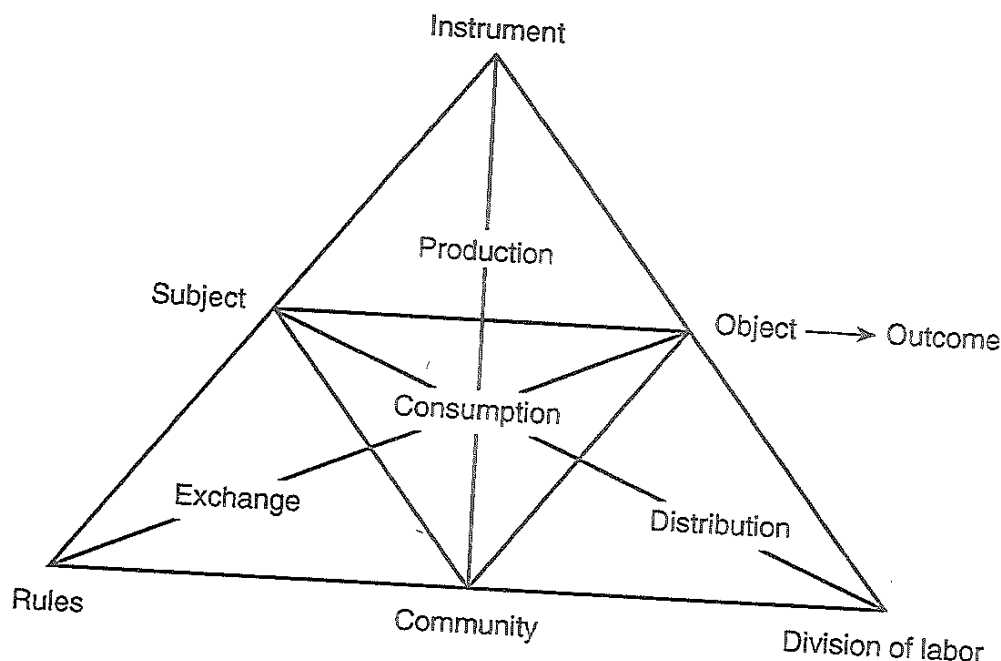 Instrument
Production
Subject
Object
Outcome
Consumption
Exchange
Distribution
Rules
Community
Division of labor